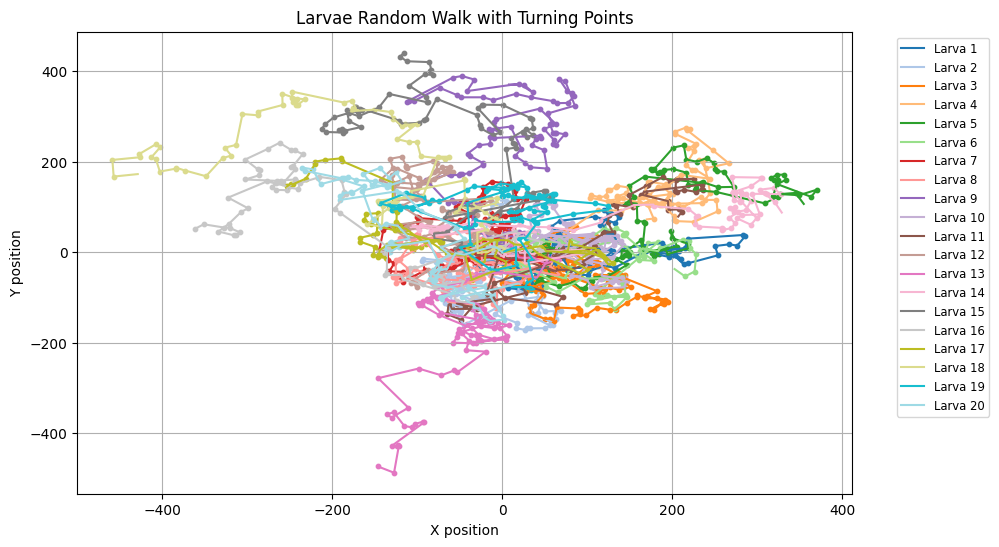 Larvae Random Walk with Turning Points
Y position
400
200
0
−200
−400
−400
−200
0
200
400
X position
Larva 1
Larva 2
Larva 3
Larva 4
Larva 5
Larva 6
Larva 7
Larva 8
Larva 9
Larva 10
Larva 11
Larva 12
Larva 13
Larva 14
Larva 15
Larva 16
Larva 17
Larva 18
Larva 19
Larva 20